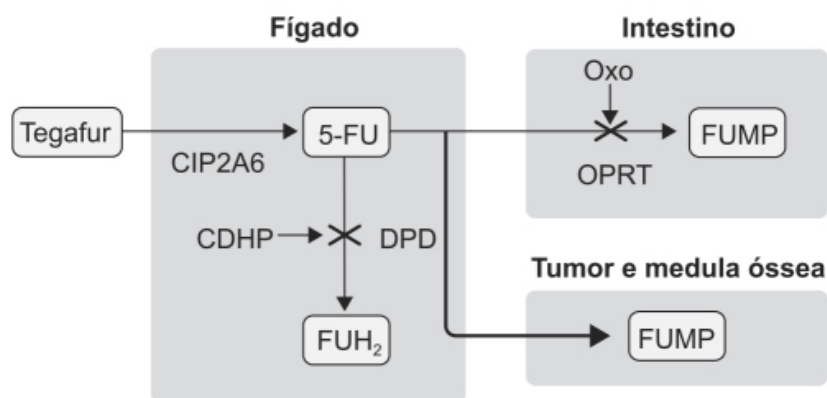 Fígado
Intestino
Oxo
Tegafur
5-FU
FUMP
CIP2A6
OPRT
CDHP
DPD
Tumor e medula óssea
FUH₂
FUMP